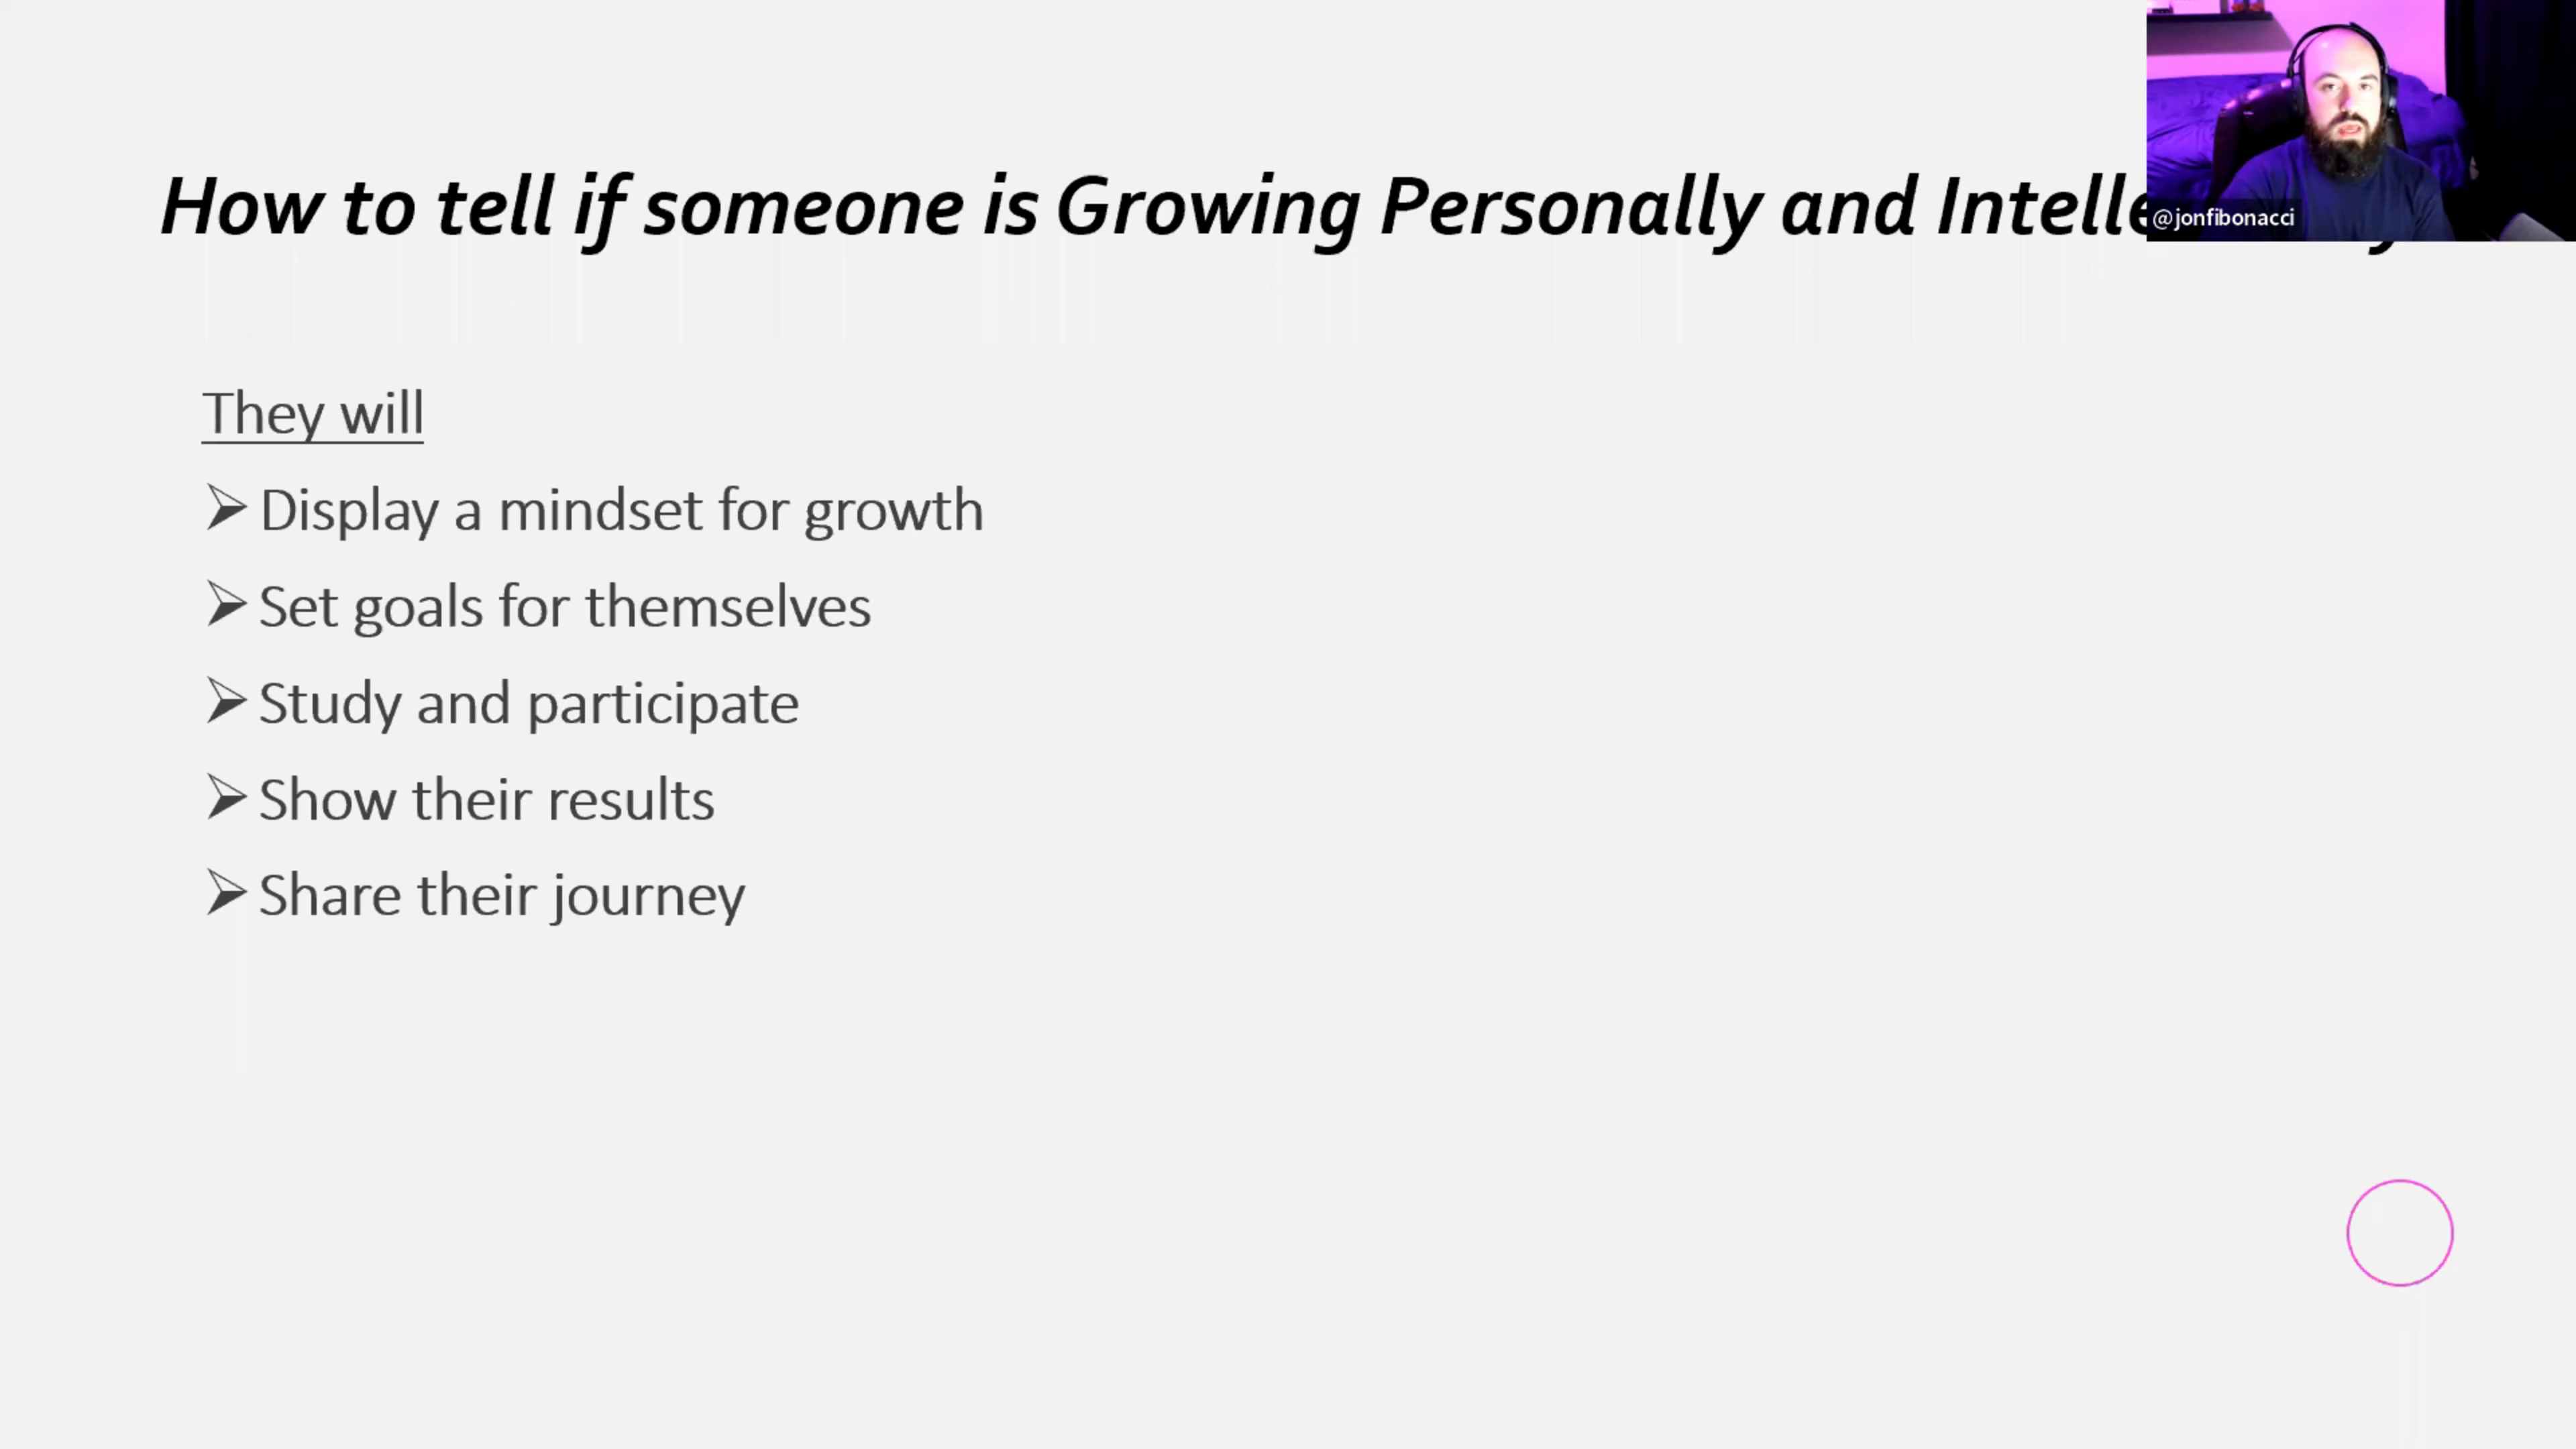 How to tell if someone is Growing Personally and
@jonfibonacci
They will
Display a mindset for growth
Set goals for themselves
Study and participate
Show their results
Share their journey